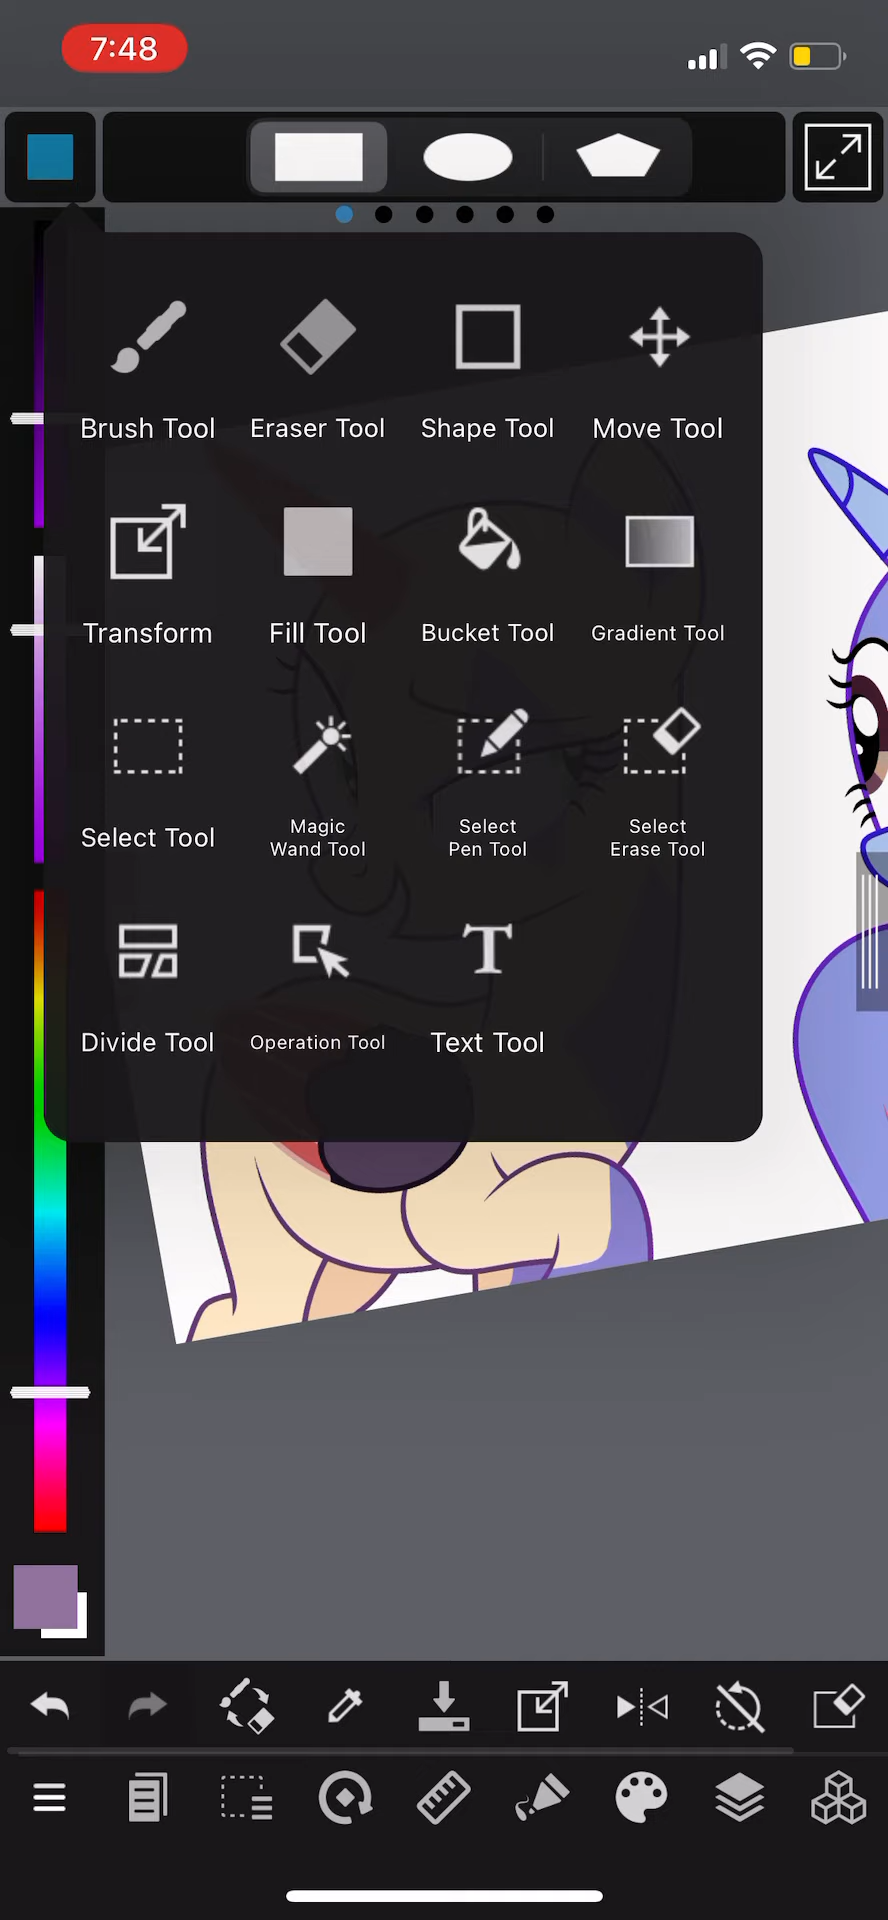 7:48
Brush Tool
Eraser Tool
Shape Tool
Move Tool
Transform
Fill Tool
Bucket Tool
Gradient Tool
Select Tool
Magic
Wand Tool
Select
Pen Tool
Select
Erase Tool
Divide Tool
Operation Tool
T
Text Tool